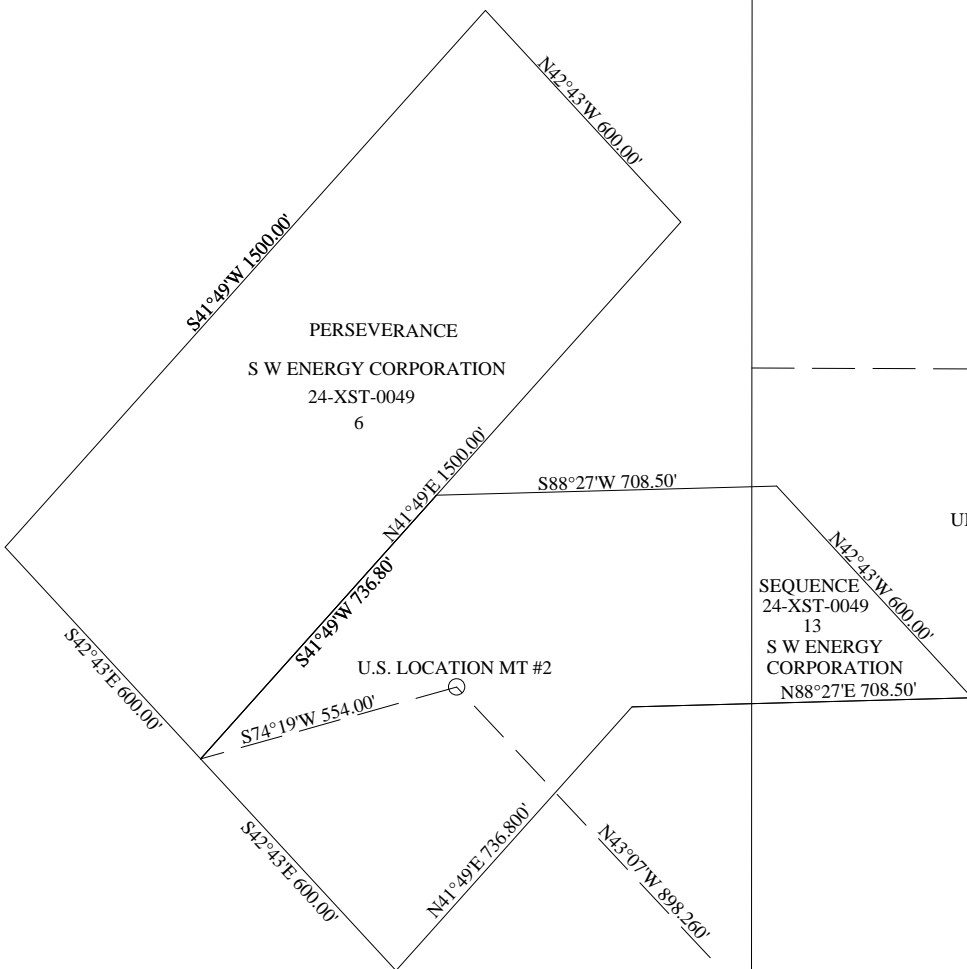 N42°43'W 600.00'
S41°49'W 1500.00'
PERSEVERANCE
S W ENERGY CORPORATION
24-XST-0049
6
N41°49'E 1500.00'
S88°27'W 708.50'
N42°43'W 600.00'
S41°49'W 736.80'
SEQUENCE
24-XST-0049
13
S W ENERGY
CORPORATION
N88°27'E 708.50'
U.S. LOCATION MT #2
S42°43'E 600.00'
S74°19'W 554.00'
S42°43'E 600.00'
N41°49'E 736.800'
N43°07'W 898.260'